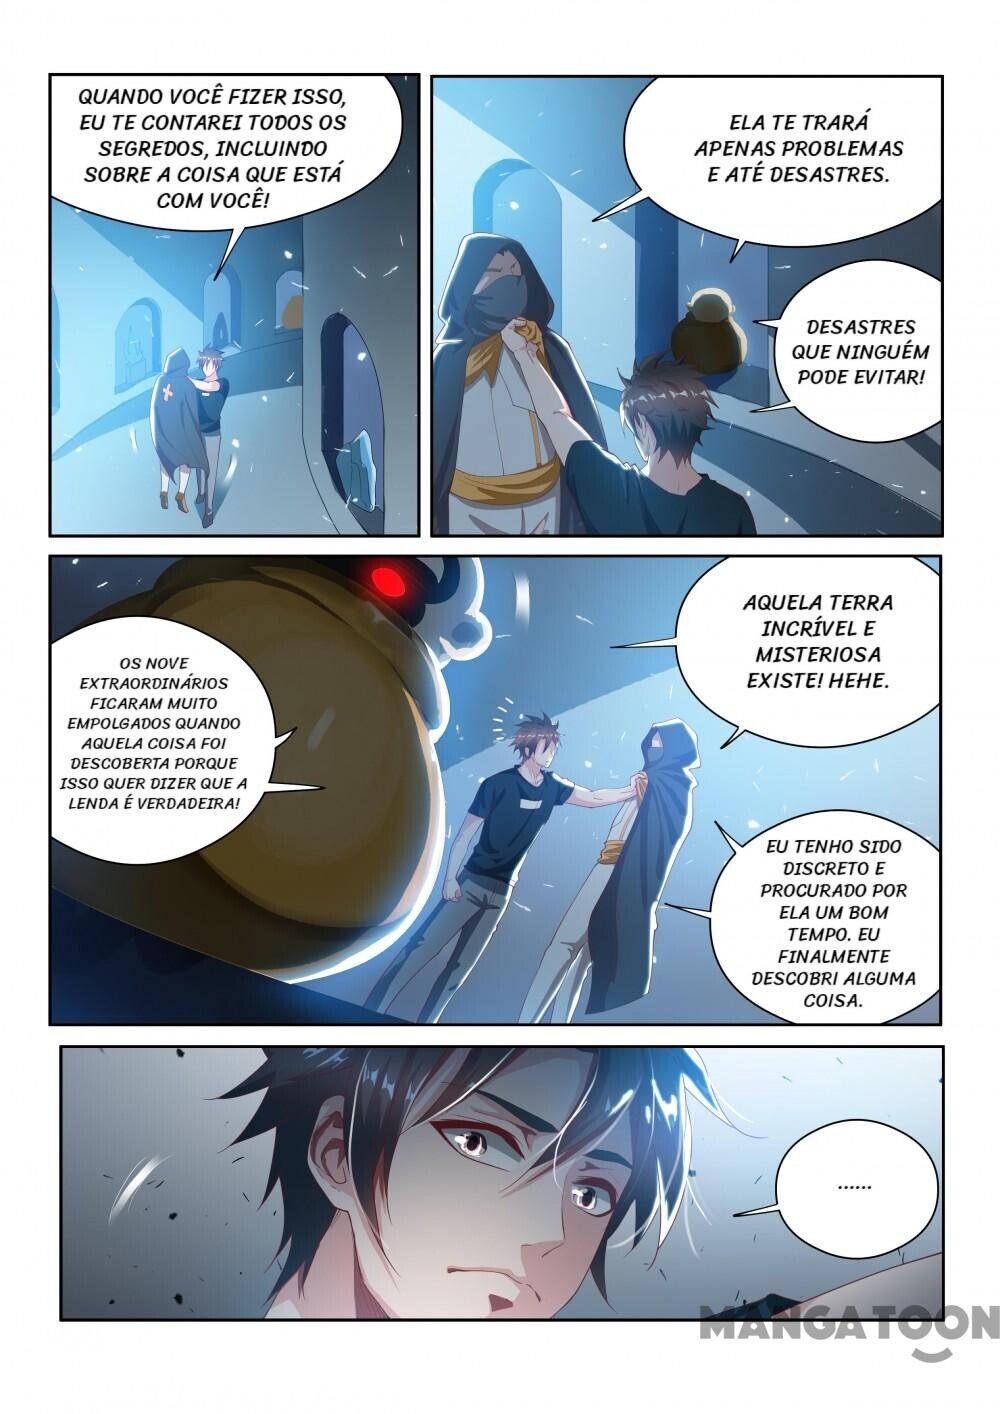 QUANDO VOCÊ FIZER ISSO,
EU TE CONTAREI TODOS OS
SEGREDOS, INCLUINDO
SOBRE A COISA QUE ESTÁ
COM VOCÊ!
ELA TE TRARÁ
APENAS PROBLEMAS
E ATÉ DESASTRES.
DESASTRES
QUE NINGUÉM
PODE EVITAR!
OS NOVE
EXTRAORDINÁRIOS
FICARAM MUITO
EMPOLGADOS QUANDO
AQUELA COISA FOI
DESCOBERTA PORQUE
ISSO QUER DIZER QUE A
LENDA É VERDADEIRA!
AQUELA TERRA
INCRÍVEL E
MISTERIOSA
EXISTE! HEHE.
EU TENHO SIDO
DISCRETO E
PROCURADO POR
ELA UM BOM
TEMPO. EU
FINALMENTE
DESCOBRI ALGUMA
COISA.
......
MANGATOON